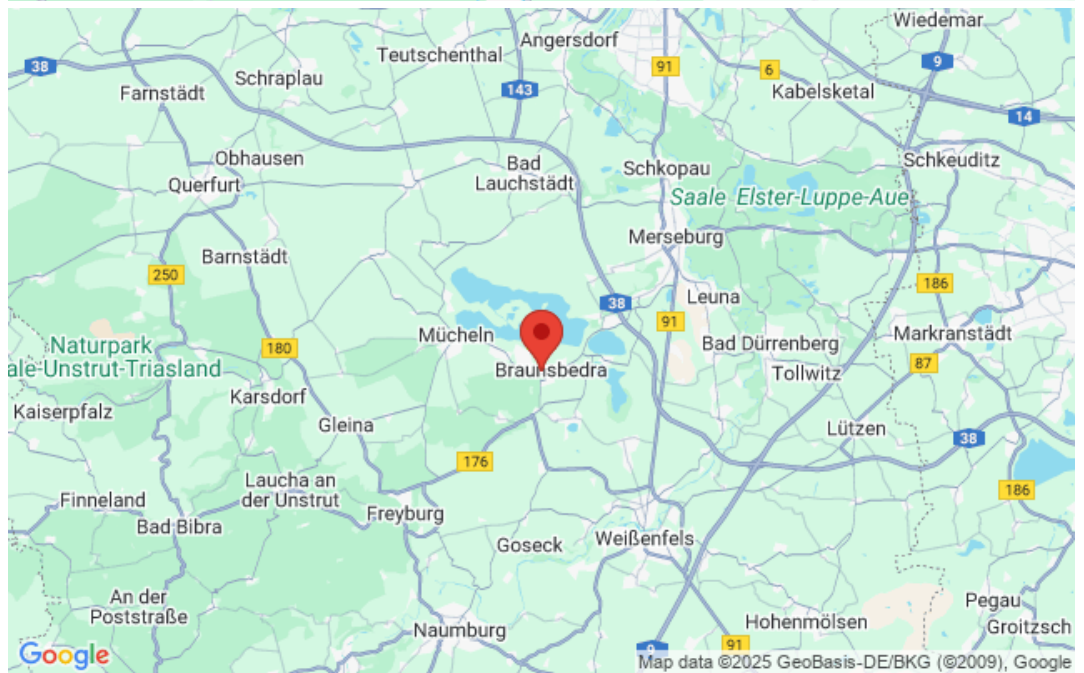 Wiedemar
Angersdorf
Teutschenthal
38
91
6
9
Schraplau
143
Kabelsketal
Farnstädt
14
Obhausen
Bad
Lauchstädt
Schkopau
Schkeuditz
Querfurt
Saale Elster-Luppe-Aue
Merseburg
Barnstädt
250
186
Leuna
38
91
Mücheln
Markranstädt
Naturpark
ale-Unstrut-Triasland
180
Bad Dürrenberg
87
Braunsbedra
Tollwitz
Karsdorf
Kaiserpfalz
Gleina
Lützen
38
176
Laucha an
der Unstrut
186
Finneland
Freyburg
Bad Bibra
Goseck
Weißenfels
An der
Poststraße
Pegau
Hohenmölsen
Groitzsch
Naumburg
91
9
Google
Map data ©2025 GeoBasis-DE/BKG (©2009), Google